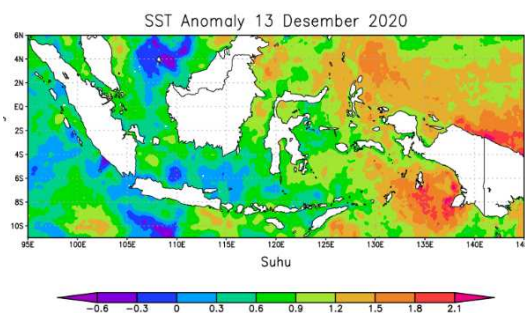 SST Anomaly 13 Desember 2020
6N
4N
2N
EQ
2S
4S
6S
8S
10S
95E 100E 105E 110E 115E 120E 125E 130E 135E 140E 14
Suhu
-0.6 -0.3 0 0.3 0.6 0.9 1.2 1.5 1.8 2.1